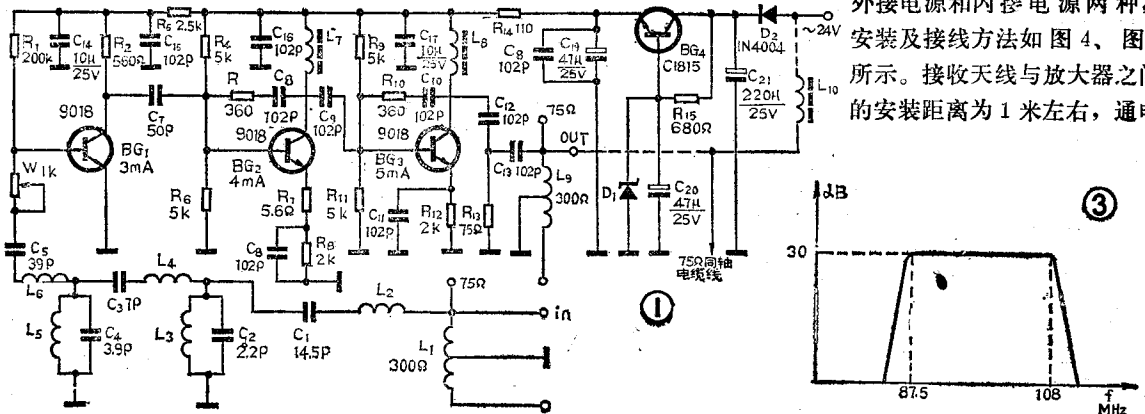 外接电源和内接电源两种,
安装及接线方法如图4、图
所示。接收天线与放大器之间
的安装距离为1米左右,通电
R1
200k
C14
10μ
25V
R2
560Ω
C15
102P
R5 2.5k
R4
5k
C16
102P
L7
R9
5k
C17
10μ
25V
L8
R14 110
C8
102P
C19
47μ
25V
BG4
C1815
D2
IN4004
~24V
C21
220μ
25V
L10
R15
680Ω
D1
C20
47μ
25V
9018
C7
50P
R
360
C8
102P
C9
102P
R10
360
C10
102P
C12
102P
75Ω
OUT
C13 102P
L9
300Ω
BG1
3mA
9018
BG2
4mA
9018
BG3
5mA
W1k
R6
5k
R7
5.6Ω
C8
102P
R8
2k
R11
5k
C11
102P
R12
2k
R13
75Ω
75Ω同轴
电缆线
C5
39P
L6
L5
C4
3.9P
C37P
L4
L3
C2
2.2P
C1
14.5P
L2
75Ω
in
L1
300Ω
①
dB
③
30
87.5
108
f
MHz